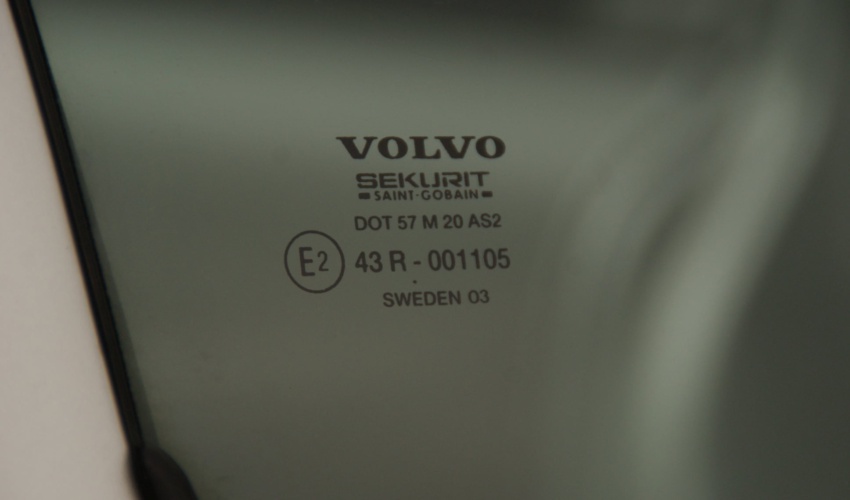 VOLVO
SEKURIT
SAINT-GOBAIN
DOT 57 M 20 AS2
E2 43 R - 001105
SWEDEN 03